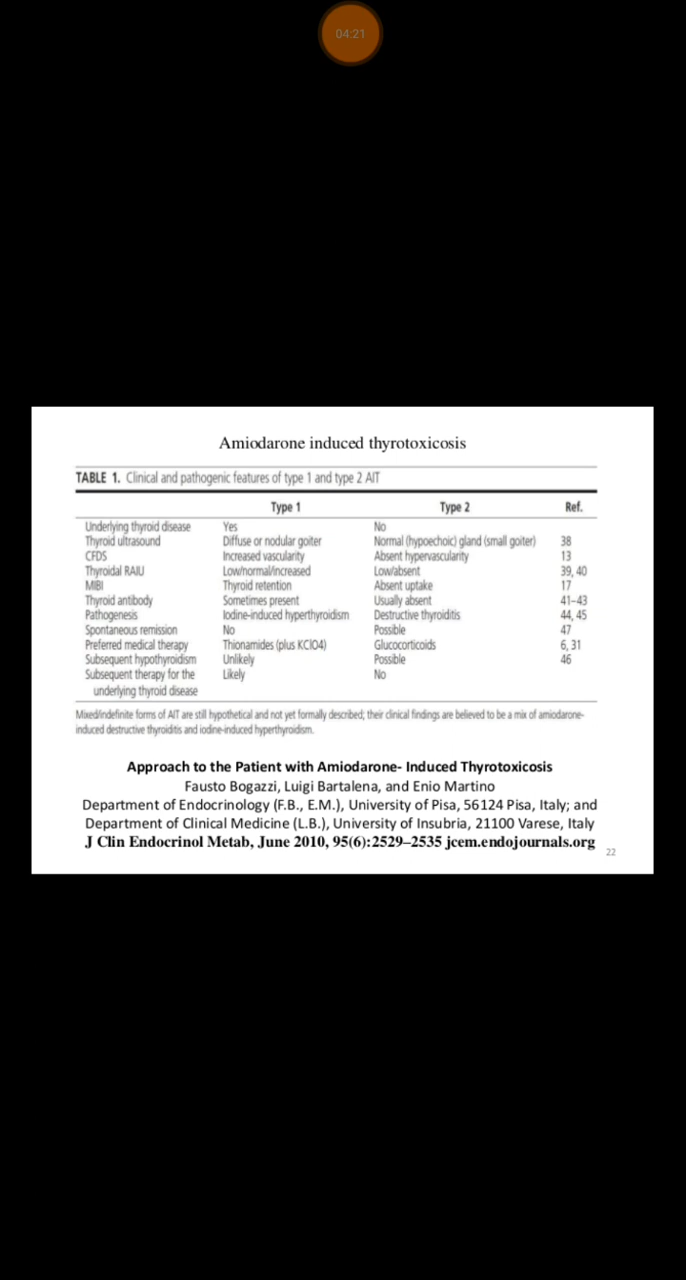 04:21
Amiodarone induced thyrotoxicosis
TABLE 1. Clinical and pathogenic features of type 1 and type 2 AIT
Type 1 Type 2 Ref.
Underlying thyroid disease Yes No
Thyroid ultrasound Diffuse or nodular goiter Normal (hypoechoic) gland (small goiter) 38
CFDS Increased vascularity Absent hypervascularity 13
Thyroidal RAIU Low/normal/increased Low/absent 39, 40
MIBI Thyroid retention Absent uptake 17
Thyroid antibody Sometimes present Usually absent 41–43
Pathogenesis Iodine-induced hyperthyroidism Destructive thyroiditis 44, 45
Spontaneous remission No Possible 47
Preferred medical therapy Thionamides (plus KClO4) Glucocorticoids 6, 31
Subsequent hypothyroidism Unlikely Possible 46
Subsequent therapy for the Likely No
underlying thyroid disease
Mixed/indefinite forms of AIT are still hypothetical and not yet formally described; their clinical findings are believed to be a mix of amiodarone-
induced destructive thyroiditis and iodine-induced hyperthyroidism.
Approach to the Patient with Amiodarone- Induced Thyrotoxicosis
Fausto Bogazzi, Luigi Bartalena, and Enio Martino
Department of Endocrinology (F.B., E.M.), University of Pisa, 56124 Pisa, Italy; and
Department of Clinical Medicine (L.B.), University of Insubria, 21100 Varese, Italy
J Clin Endocrinol Metab, June 2010, 95(6):2529–2535 jcem.endojournals.org
22